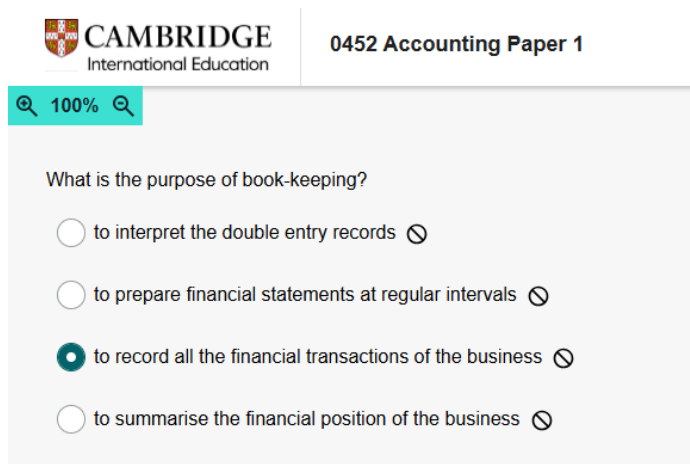 CAMBRIDGE
International Education
0452 Accounting Paper 1
100%
What is the purpose of book-keeping?
to interpret the double entry records
to prepare financial statements at regular intervals
to record all the financial transactions of the business
to summarise the financial position of the business